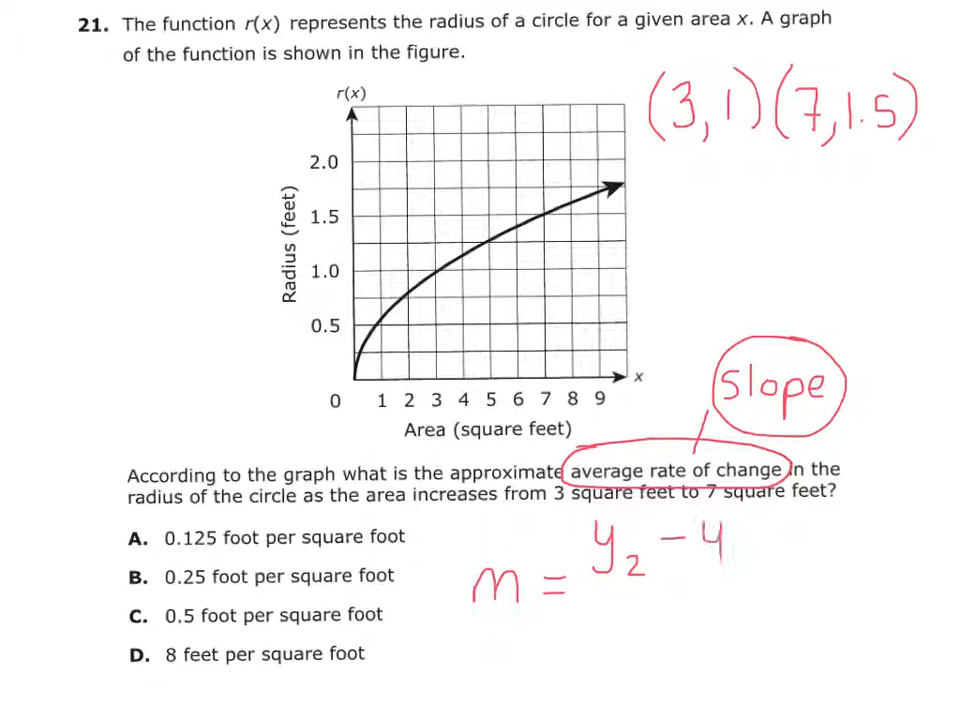 21. The function r(x) represents the radius of a circle for a given area x. A graph
of the function is shown in the figure.
(3,1) (7,1.5)
r(x)
2.0
1.5
1.0
0.5
Radius (feet)
0 1 2 3 4 5 6 7 8 9
x
Area (square feet)
Slope
According to the graph what is the approximate average rate of change in the
radius of the circle as the area increases from 3 square feet to 7 square feet?
A. 0.125 foot per square foot
B. 0.25 foot per square foot
C. 0.5 foot per square foot
D. 8 feet per square foot
m = y2 - y